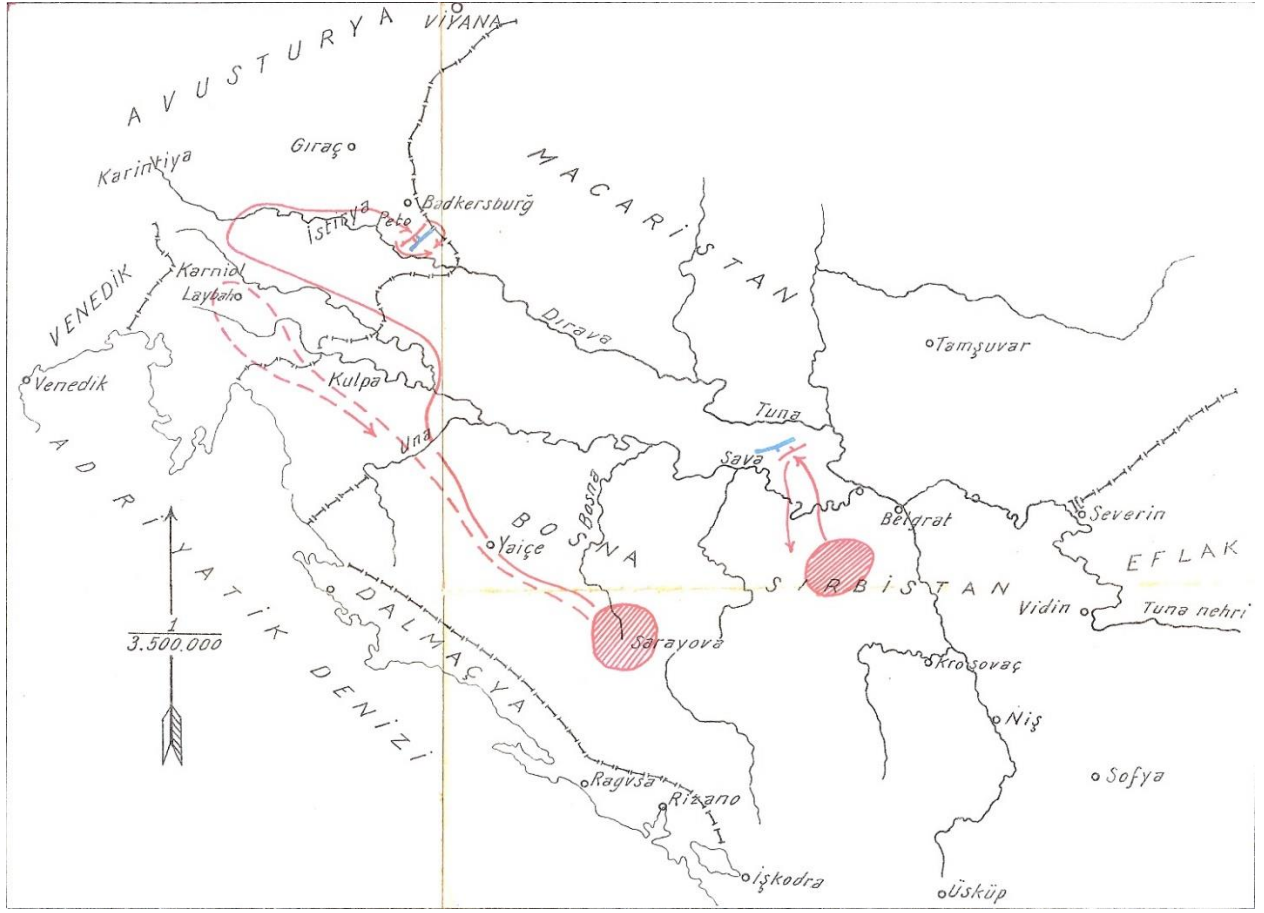 AVUSTURYA
VİYANA
Gıraç
Karintiya
MACARİSTAN
Badkersburğ
İstirya
Peto
VENEDİK
Karniol
Laybah
Dırava
Tamşuvar
Venedik
Kulpa
Tuna
Una
Sava
ADRİYATİK DENİZİ
BOSNA
Bosna
Belgrat
Severin
Yaiçe
EFLAK
SIRBİSTAN
DALMAÇYA
Vidin
Tuna nehri
1
3.500.000
Sarayova
Kroşovaç
Niş
Sofya
Ragusa
Rizano
İşkodra
Üsküp